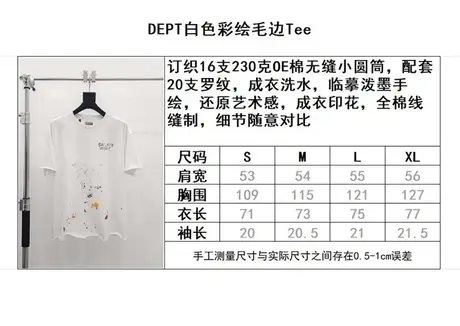 DEPT白色彩绘毛边Tee
订织16支230克OE棉无缝小圆筒，配套
20支罗纹，成衣洗水，临摹泼墨手
绘，还原艺术感，成衣印花，全棉线
缝制，细节随意对比
尺码 S M L XL
肩宽 53 54 55 56
胸围 109 115 121 127
衣长 71 73 75 77
袖长 20 20.5 21 21.5
手工测量尺寸与实际尺寸之间存在0.5-1cm误差